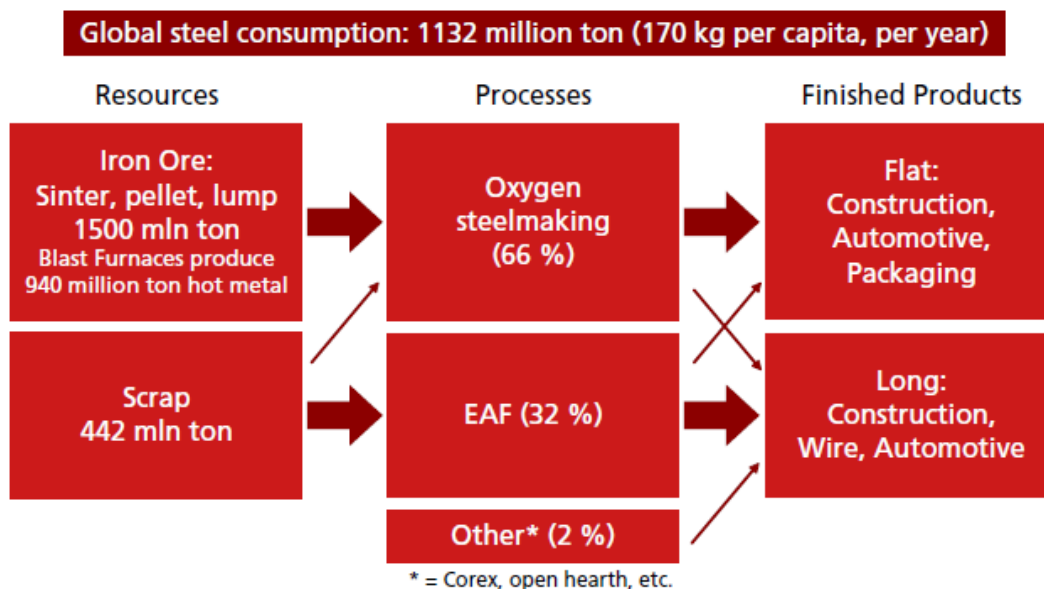 Global steel consumption: 1132 million ton (170 kg per capita, per year)
Resources
Processes
Finished Products
Iron Ore:
Sinter, pellet, lump
1500 mln ton
Blast Furnaces produce
940 million ton hot metal
Oxygen
steelmaking
(66 %)
Flat:
Construction,
Automotive,
Packaging
Scrap
442 mln ton
EAF (32 %)
Long:
Construction,
Wire, Automotive
Other* (2 %)
* = Corex, open hearth, etc.